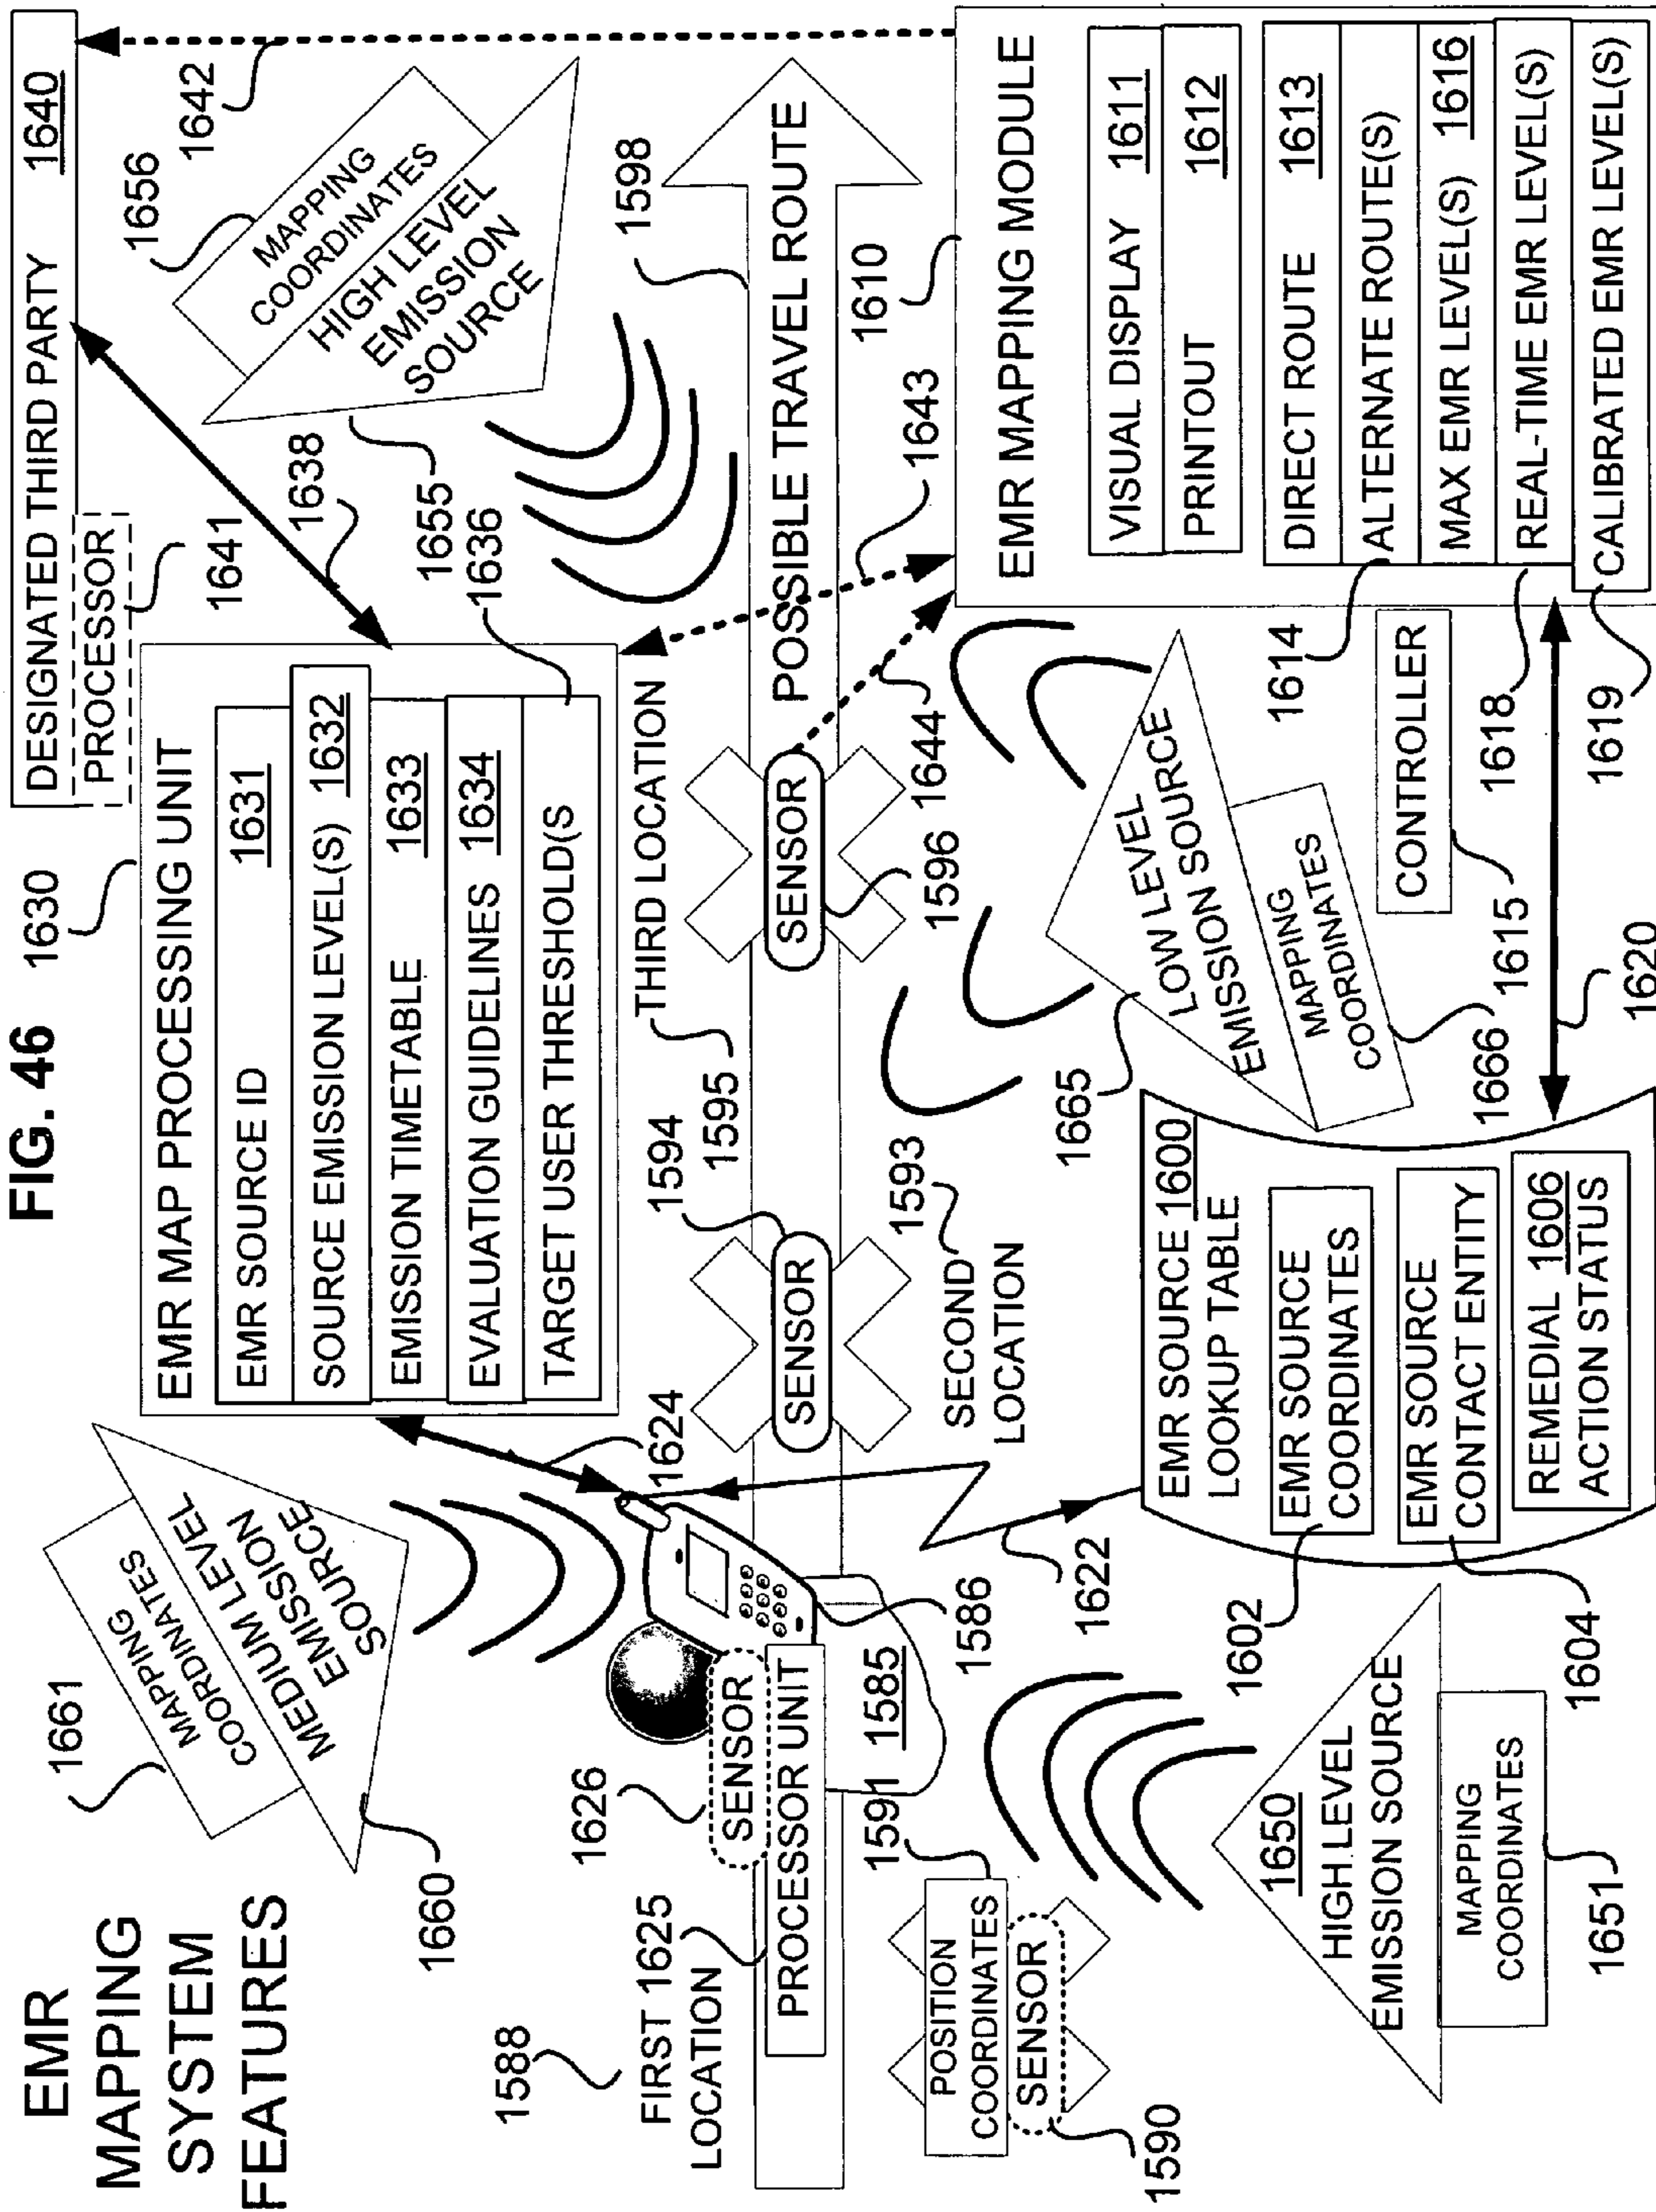 FIG. 46
EMR
MAPPING
SYSTEM
FEATURES
1661
MAPPING
COORDINATES
MEDIUM LEVEL
EMISSION
SOURCE
1660
1630
EMR MAP PROCESSING UNIT
EMR SOURCE ID 1631
SOURCE EMISSION LEVEL(S) 1632
EMISSION TIMETABLE 1633
EVALUATION GUIDELINES 1634
TARGET USER THRESHOLD(S
1636
DESIGNATED THIRD PARTY 1640
PROCESSOR
1641
1638
1642
1656
MAPPING
COORDINATES
HIGH LEVEL
EMISSION
SOURCE
1655
1624
1588
FIRST
LOCATION
1625
1626
SENSOR
PROCESSOR UNIT
1585
1586
1594
SENSOR
1595
THIRD LOCATION
SENSOR
1596
POSSIBLE TRAVEL ROUTE
1598
1591
POSITION
COORDINATES
SENSOR
1590
1593
SECOND
LOCATION
1622
1644
1643
1610
EMR MAPPING MODULE
VISUAL DISPLAY 1611
PRINTOUT 1612
DIRECT ROUTE 1613
ALTERNATE ROUTE(S)
MAX EMR LEVEL(S) 1616
REAL-TIME EMR LEVEL(S)
CALIBRATED EMR LEVEL(S)
1614
1618
1619
1665
LOW LEVEL
EMISSION SOURCE
MAPPING
COORDINATES
1666
CONTROLLER
1615
1620
EMR SOURCE 1600
LOOKUP TABLE
EMR SOURCE
COORDINATES
EMR SOURCE
CONTACT ENTITY
REMEDIAL 1606
ACTION STATUS
1602
1604
1650
HIGH LEVEL
EMISSION SOURCE
MAPPING
COORDINATES
1651